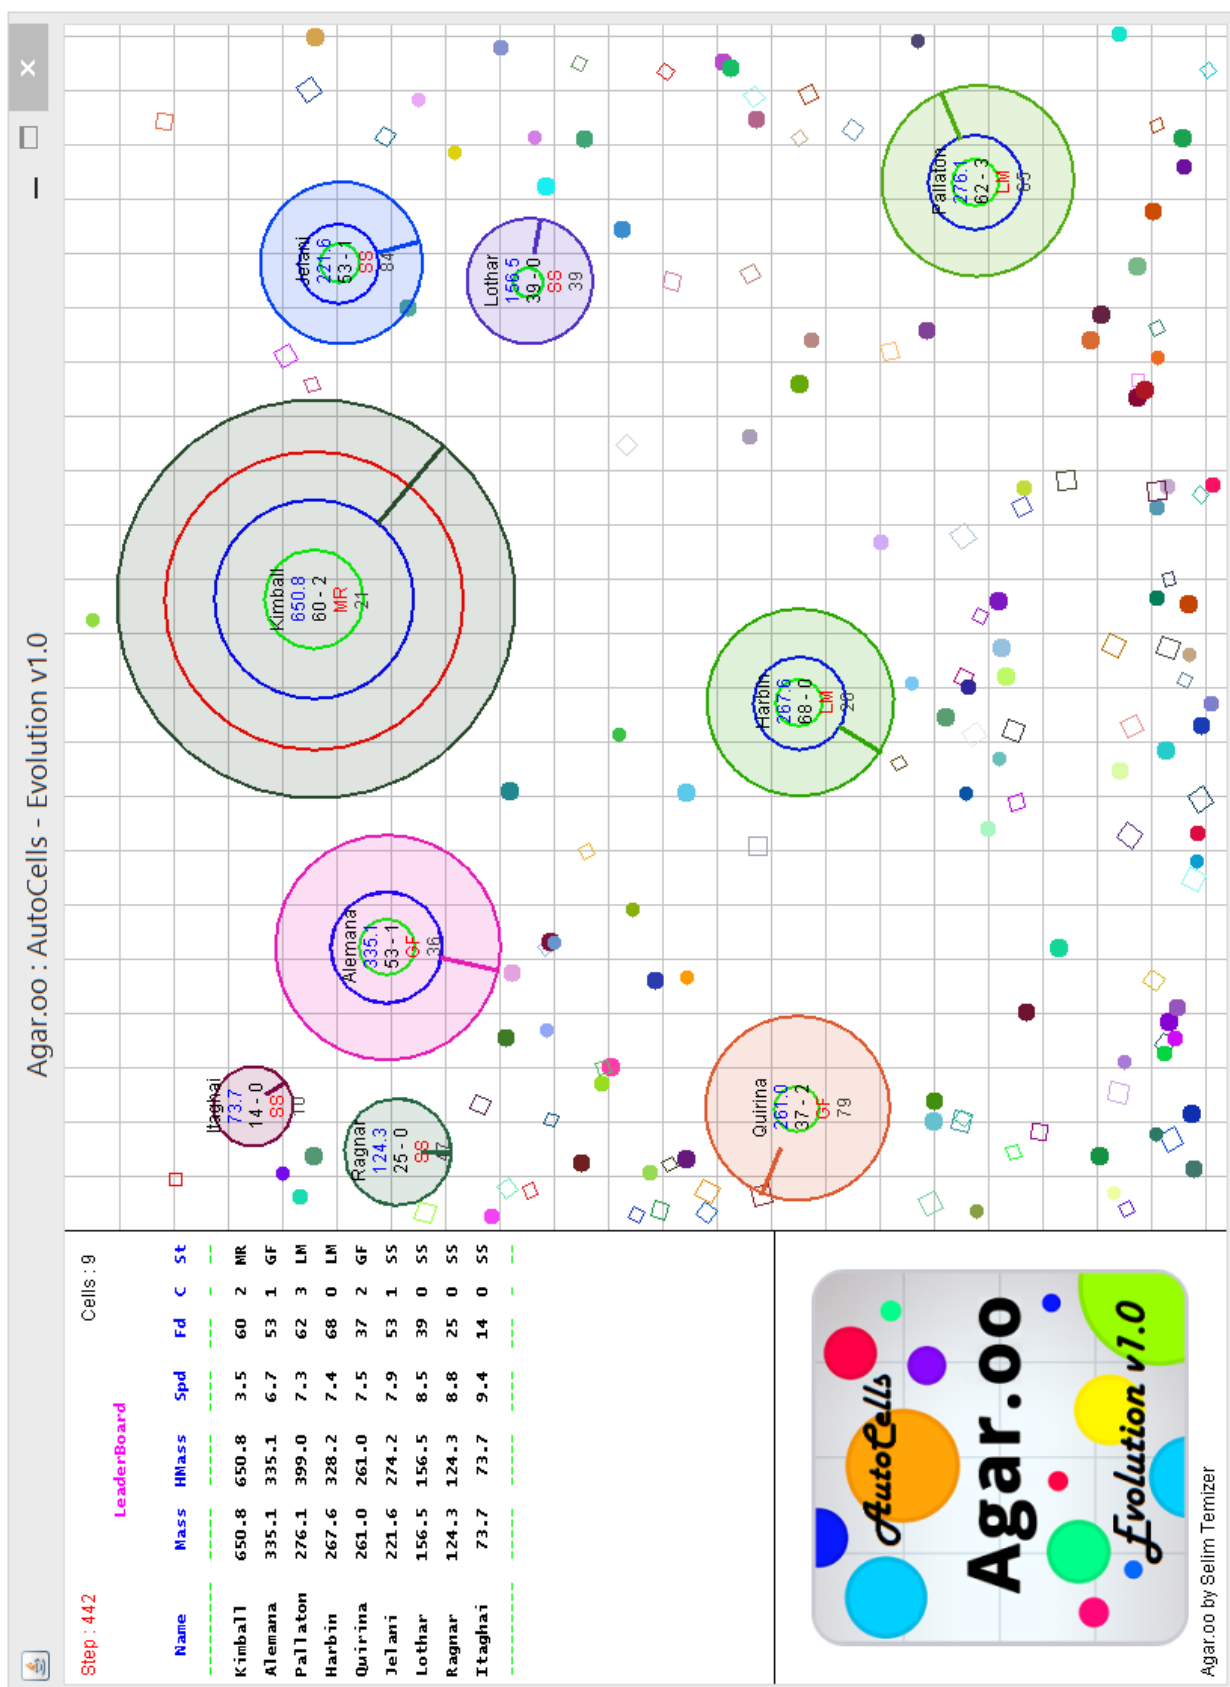 Agar.oo : AutoCells - Evolution v1.0
Step : 442 Cells : 9
LeaderBoard
Name Mass HMass Spd Fd C St
Kimball 650.8 650.8 3.5 60 2 MR
Alemana 335.1 335.1 6.7 53 1 GF
Pallaton 276.1 399.0 7.3 62 3 LM
Harbin 267.6 328.2 7.4 68 0 LM
Quirina 261.0 261.0 7.5 37 2 GF
Jelani 221.6 274.2 7.9 53 1 SS
Lothar 156.5 156.5 8.5 39 0 SS
Ragnar 124.3 124.3 8.8 25 0 SS
Itaghai 73.7 73.7 9.4 14 0 SS
AutoCells
Agar.oo
Evolution v1.0
Agar.oo by Selim Temizer
Itaghai
73.7
14 - 0
SS
10
Ragnar
124.3
25 - 0
SS
47
Alemana
335.1
53 - 1
GF
36
Quirina
261.0
37 - 2
GF
79
Kimball
650.8
60 - 2
MR
21
Harbin
267.6
68 - 0
LM
20
Jelani
221.6
53 - 1
SS
84
Lothar
156.5
39 - 0
SS
39
Pallaton
276.1
62 - 3
LM
65